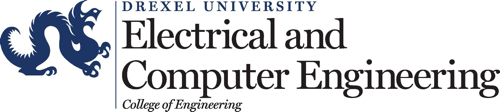 DREXEL UNIVERSITY
Electrical and
Computer Engineering
College of Engineering